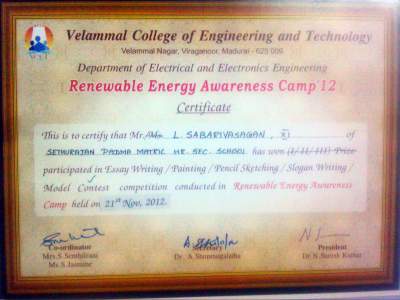 VCET
Velammal College of Engineering and Technology
Velammal Nagar, Viraganoor, Madurai - 625 009
Department of Electrical and Electronics Engineering
Renewable Energy Awareness Camp'12
Certificate
This is to certify that Mr./Ms. L. SABARIVASAGAN, XI of
SETHURAJAN PADMA MATRIC HR. SEC. SCHOOL has won (I/II/III) Prize
participated in Essay Writing / Painting / Pencil Sketching / Slogan Writing /
Model Contest competition conducted in Renewable Energy Awareness
Camp held on 21st Nov, 2012.
Co-ordinator Secretary President
Mrs.S.Senthilrani Dr. A.Shunmugalatha Dr.N.Suresh Kumar
Mrs.S.Jasmine